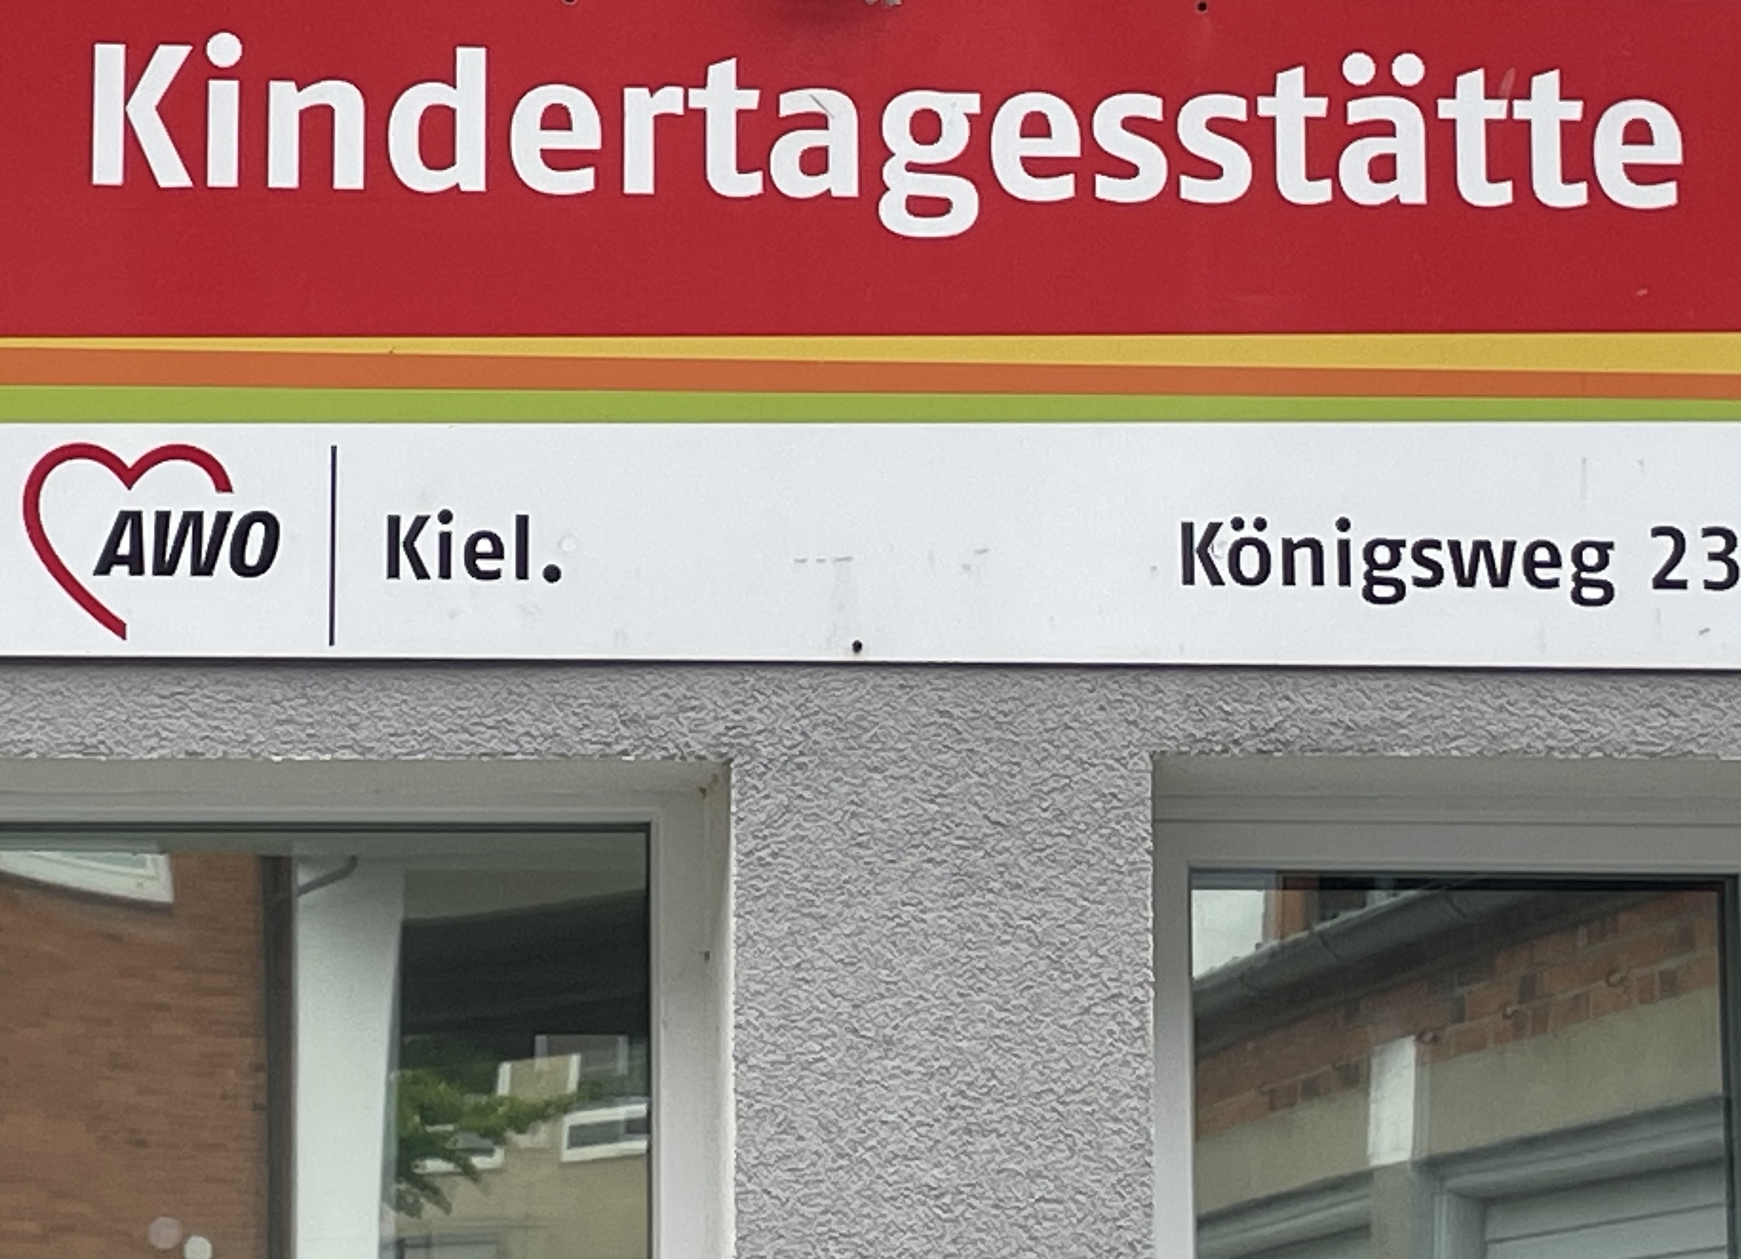 Kindertagesstätte
AWO Kiel. Königsweg 23